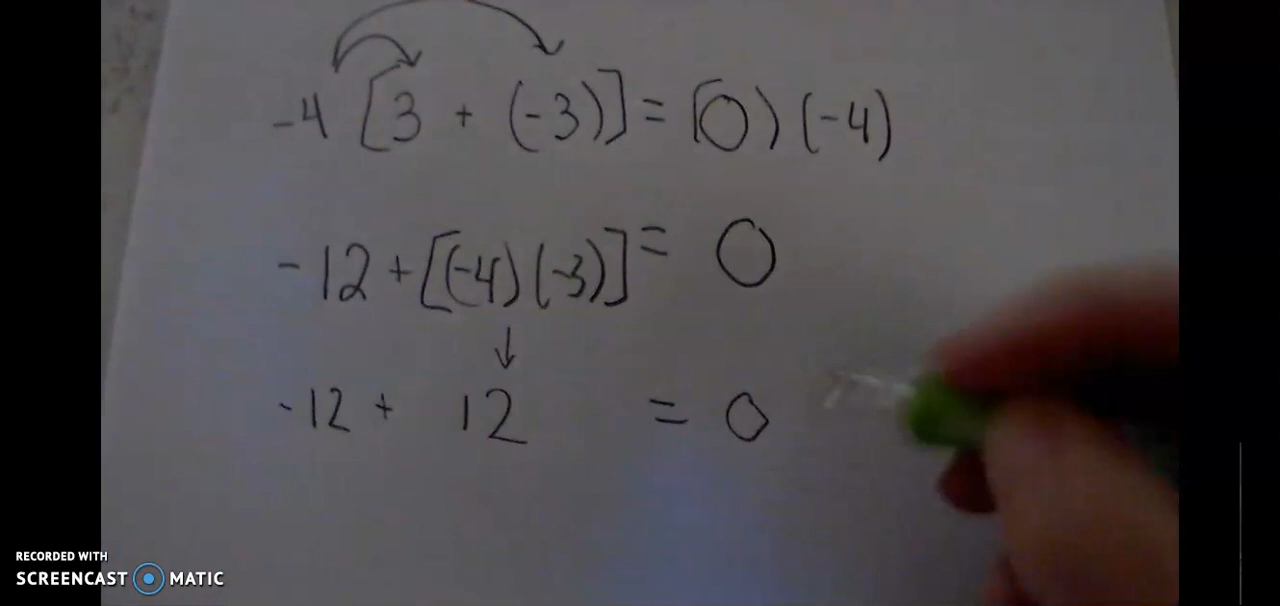 -4 [3 + (-3)] = (0) (-4)
-12 + [(-4) (-3)] = 0
-12 + 12 = 0
RECORDED WITH
SCREENCAST MATIC